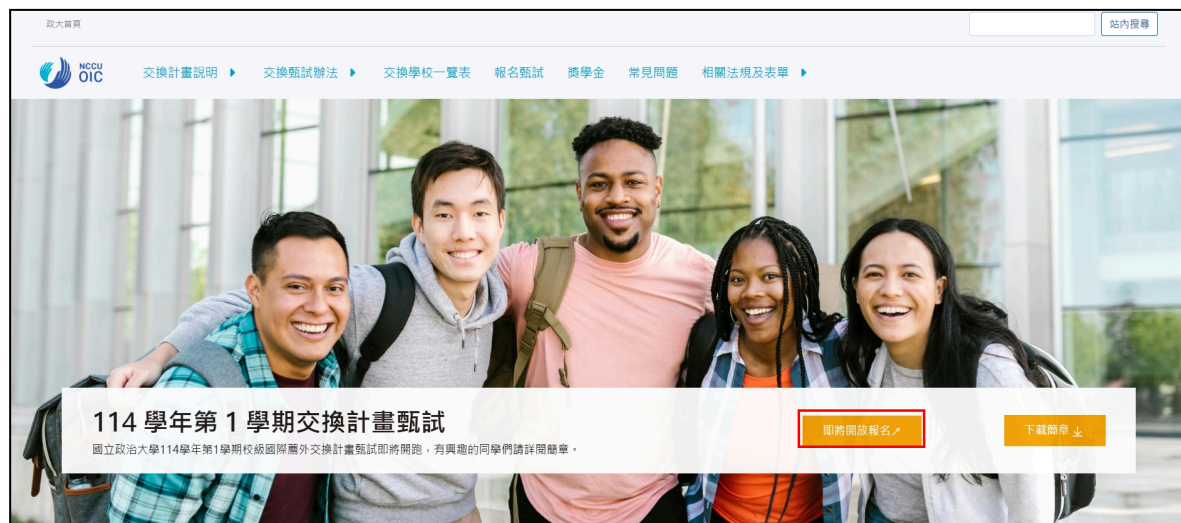 政大首頁
站內搜尋
NCCU
OIC
交換計畫說明 ▶ 交換甄試辦法 ▶ 交換學校一覽表 報名甄試 獎學金 常見問題 相關法規及表單 ▶
114 學年第 1 學期交換計畫甄試
國立政治大學114學年第1學期校級國際薦外交換計畫甄試即將開跑，有興趣的同學們請詳閱簡章。
即將開放報名↗
下載簡章